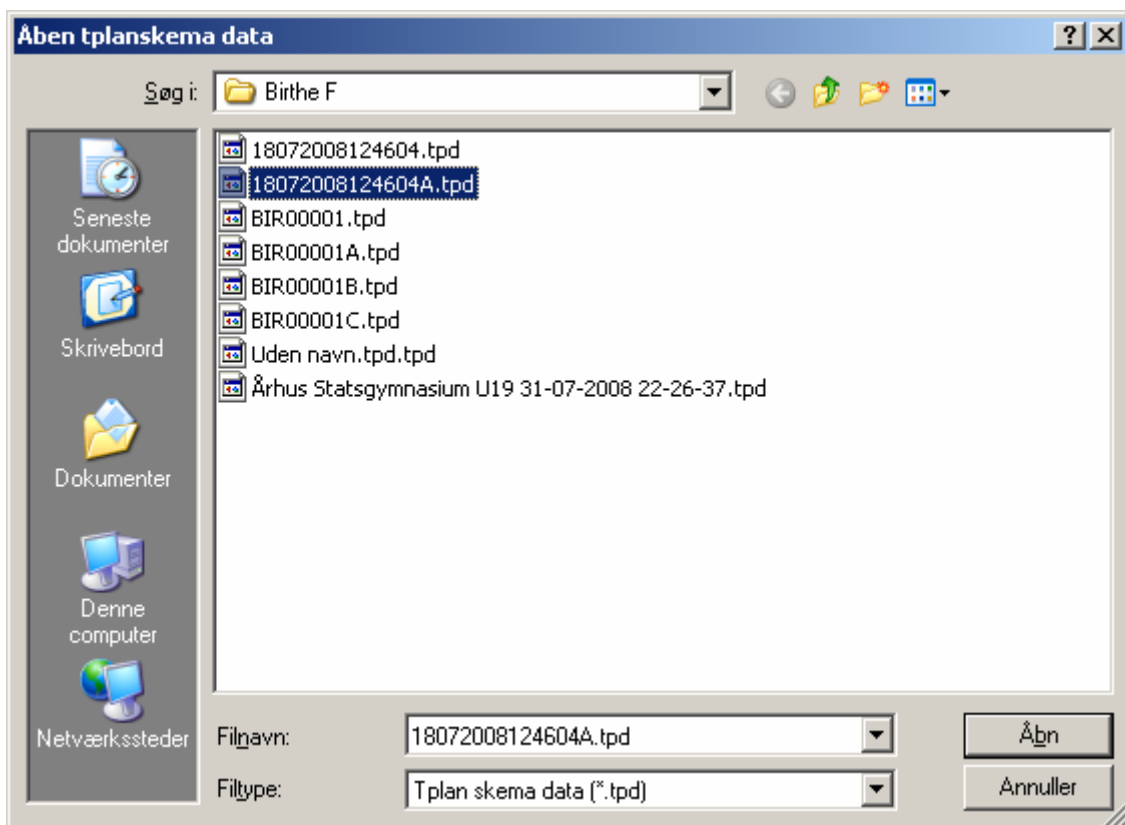 Åben tplanskema data
Søg i:
Birthe F
Seneste
dokumenter
Skrivebord
Dokumenter
Denne
computer
Netværkssteder
18072008124604.tpd
18072008124604A.tpd
BIR00001.tpd
BIR00001A.tpd
BIR00001B.tpd
BIR00001C.tpd
Uden navn.tpd.tpd
Århus Statsgymnasium U19 31-07-2008 22-26-37.tpd
Filnavn:
18072008124604A.tpd
Åbn
Filtype:
Tplan skema data (*.tpd)
Annuller